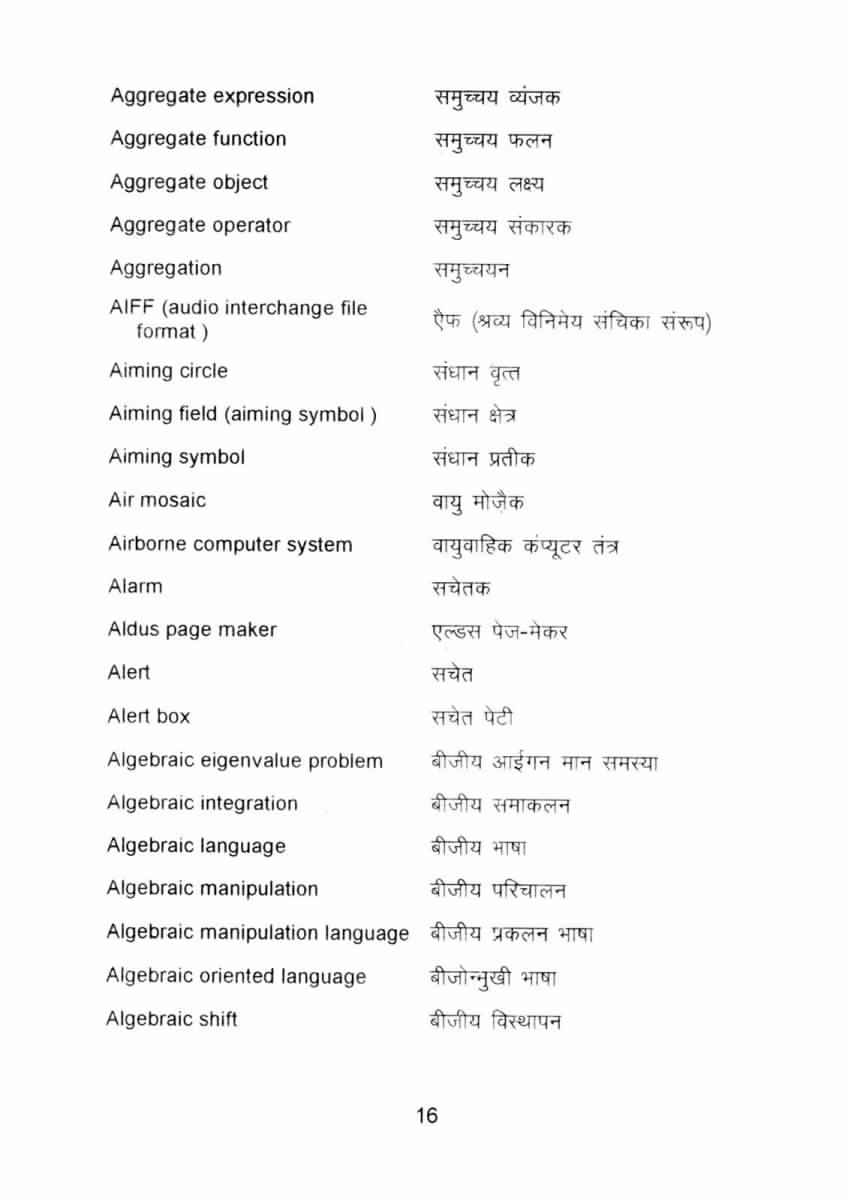 Aggregate expression समुच्चय व्यंजक
Aggregate function समुच्चय फलन
Aggregate object समुच्चय लक्ष्य
Aggregate operator समुच्चय संकारक
Aggregation समुच्चयन
AIFF (audio interchange file
format ) ऐफ (श्रव्य विनिमेय संचिका संरूप)
Aiming circle संधान वृत्त
Aiming field (aiming symbol ) संधान क्षेत्र
Aiming symbol संधान प्रतीक
Air mosaic वायु मोज़ैक
Airborne computer system वायुवाहिक कंप्यूटर तंत्र
Alarm सचेतक
Aldus page maker एल्डस पेज-मेकर
Alert सचेत
Alert box सचेत पेटी
Algebraic eigenvalue problem बीजीय आईगन मान समस्या
Algebraic integration बीजीय समाकलन
Algebraic language बीजीय भाषा
Algebraic manipulation बीजीय परिचालन
Algebraic manipulation language बीजीय प्रकलन भाषा
Algebraic oriented language बीजोन्मुखी भाषा
Algebraic shift बीजीय विस्थापन
16